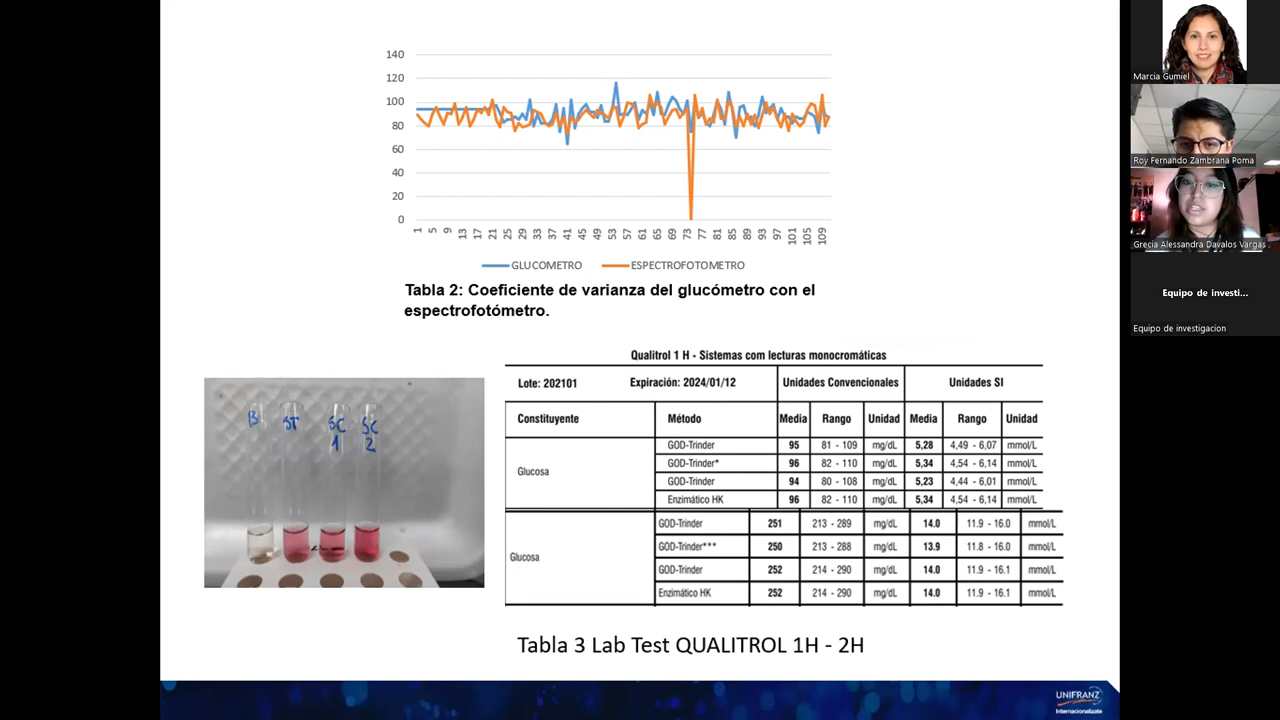 140
120
100
80
60
40
20
0
1 5 9 13 17 21 25 29 33 37 41 45 49 53 57 61 65 69 73 77 81 85 89 93 97 101 105 109
GLUCOMETRO ESPECTROFOTOMETRO
Tabla 2: Coeficiente de varianza del glucómetro con el
espectrofotómetro.
B ST SC 1 SC 2
Qualitrol 1 H - Sistemas com lecturas monocromáticas
Lote: 202101 Expiración: 2024/01/12 Unidades Convencionales Unidades SI
Constituyente Método Media Rango Unidad Media Rango Unidad
Glucosa
GOD-Trinder 95 81 - 109 mg/dL 5,28 4,49 - 6,07 mmol/L
GOD-Trinder* 96 82 - 110 mg/dL 5,34 4,54 - 6,14 mmol/L
GOD-Trinder 94 80 - 108 mg/dL 5,23 4,44 - 6,01 mmol/L
Enzimático HK 96 82 - 110 mg/dL 5,34 4,54 - 6,14 mmol/L
Glucosa
GOD-Trinder 251 213 - 289 mg/dL 14.0 11.9 - 16.0 mmol/L
GOD-Trinder*** 250 213 - 288 mg/dL 13.9 11.8 - 16.0 mmol/L
GOD-Trinder 252 214 - 290 mg/dL 14.0 11.9 - 16.1 mmol/L
Enzimático HK 252 214 - 290 mg/dL 14.0 11.9 - 16.1 mmol/L
Tabla 3 Lab Test QUALITROL 1H - 2H
UNIFRANZ
Internacionalízate
Marcia Gumiel
Roy Fernando Zambrana Poma
Grecia Alessandra Davalos Vargas
Equipo de investi...
Equipo de investigacion